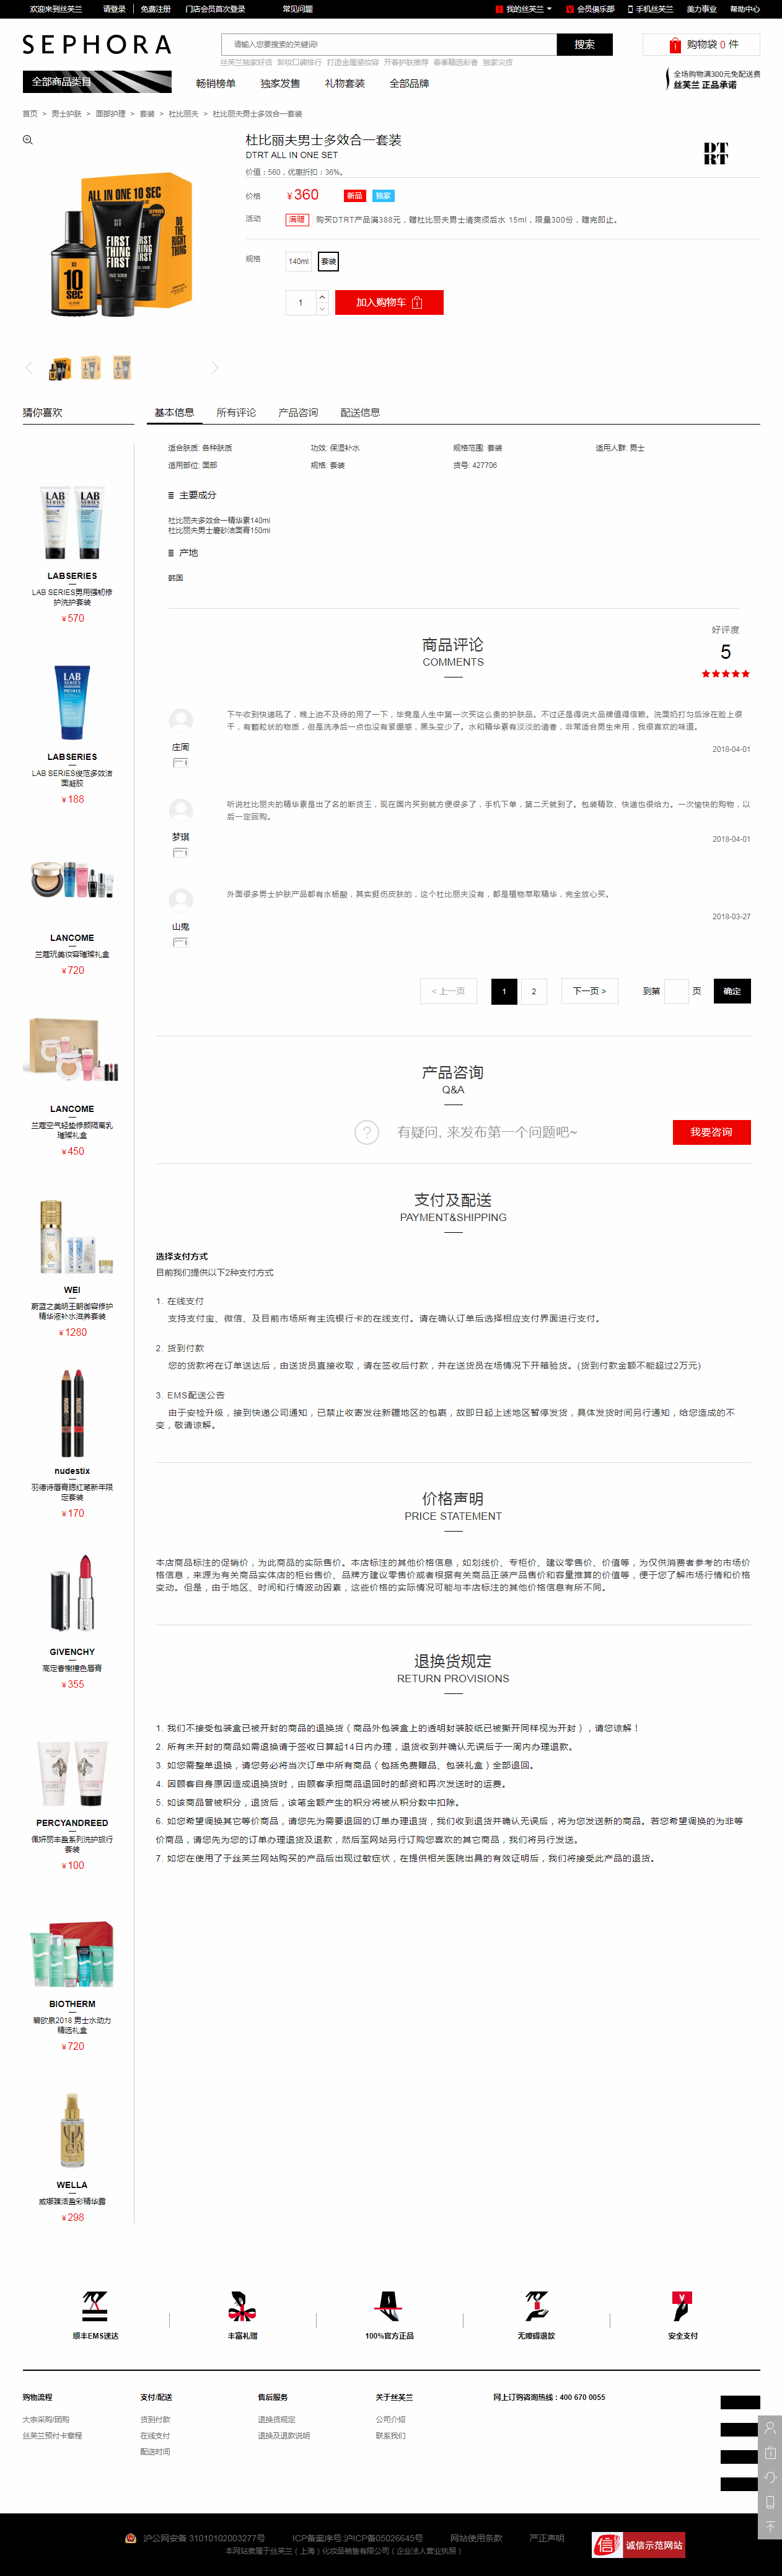 欢迎来到丝芙兰 请登录 免费注册 门店会员首次登录 常见问题 我的丝芙兰 会员俱乐部 手机丝芙兰 美力事业 帮助中心
SEPHORA
请输入您要搜索的关键词!
搜索
购物袋 0 件
丝芙兰独家好货 卸妆口碑排行 打造金属感妆容 开春护肤推荐 春季精选彩香 独家尖货
全部商品类目
畅销榜单 独家发售 礼物套装 全部品牌
全场购物满300元免配送费
丝芙兰 正品承诺
首页 > 男士护肤 > 面部护理 > 套装 > 杜比丽夫 > 杜比丽夫男士多效合一套装
杜比丽夫男士多效合一套装
DTRT ALL IN ONE SET
DT
RT
价值:560,优惠折扣:36%。
价格 ¥360 新品 独家
活动 满赠 购买DTRT产品满388元,赠杜比丽夫男士清爽须后水 15ml,限量300份,赠完即止。
规格 140ml 套装
1 加入购物车
ALL IN ONE 10 SEC
DO THE RIGHT THING
FIRST THING FIRST
FACE SCRUB
10 sec
猜你喜欢
基本信息 所有评论 产品咨询 配送信息
适合肤质: 各种肤质 功效: 保湿补水 规格范围: 套装 适用人群: 男士
适用部位: 面部 规格: 套装 货号: 427706
主要成分
杜比丽夫多效合一精华素140ml
杜比丽夫男士磨砂洁面膏150ml
产地
韩国
商品评论
COMMENTS
好评度
5
下午收到快递吼了,晚上迫不及待的用了一下,毕竟是人生中第一次买这么贵的护肤品。不过还是得说大品牌值得信赖。洗面奶打匀后涂在脸上很
干,有颗粒状的物质,但是洗净后一点也没有紧绷感,黑头变少了。水和精华素有淡淡的清香,非常适合男生来用,我很喜欢的味道。
庄周
2018-04-01
听说杜比丽夫的精华素是出了名的断货王,现在国内买到就方便很多了,手机下单,第二天就到了。包装精致、快递也很给力。一次愉快的购物,以
后一定回购。
梦琪
2018-04-01
外面很多男士护肤产品都有水杨酸,其实挺伤皮肤的,这个杜比丽夫没有,都是植物萃取精华,完全放心买。
山鬼
2018-03-27
< 上一页 1 2 下一页 > 到第 页 确定
产品咨询
Q&A
? 有疑问, 来发布第一个问题吧~
我要咨询
支付及配送
PAYMENT&SHIPPING
选择支付方式
目前我们提供以下2种支付方式
1. 在线支付
支持支付宝、微信、及目前市场所有主流银行卡的在线支付。请在确认订单后选择相应支付界面进行支付。
2. 货到付款
您的货款将在订单送达后,由送货员直接收取,请在签收后付款,并在送货员在场情况下开箱验货。(货到付款金额不能超过2万元)
3. EMS配送公告
由于安检升级,接到快递公司通知,已禁止收寄发往新疆地区的包裹,故即日起上述地区暂停发货,具体发货时间另行通知,给您造成的不
变,敬请谅解。
价格声明
PRICE STATEMENT
本店商品标注的促销价,为此商品的实际售价。本店标注的其他价格信息,如划线价、专柜价、建议零售价、价值等,为仅供消费者参考的市场价
格信息,来源为有关商品实体店的柜台售价、品牌方建议零售价或者根据有关商品正装产品售价和容量推算的价值等,便于您了解市场行情和价格
变动。但是,由于地区、时间和行情波动因素,这些价格的实际情况可能与本店标注的其他价格信息有所不同。
退换货规定
RETURN PROVISIONS
1. 我们不接受包装盒已被开封的商品的退换货(商品外包装盒上的透明封装胶纸已被撕开同样视为开封),请您谅解!
2. 所有未开封的商品如需退换请于签收日算起14日内办理,退货收到并确认无误后于一周内办理退款。
3. 如您需整单退换,请您务必将当次订单中所有商品(包括免费赠品、包装礼盒)全部退回。
4. 因顾客自身原因造成退换货时,由顾客承担商品退回时的邮资和再次发送时的运费。
5. 如该商品曾被积分,退货后,该笔金额产生的积分将被从积分数中扣除。
6. 如您希望调换其它等价商品,请您先为需要退回的订单办理退货,我们收到退货并确认无误后,将为您发送新的商品。若您希望调换的为非等
价商品,请您先为您的订单办理退货及退款,然后至网站另行订购您喜欢的其它商品,我们将另行发送。
7. 如您在使用了于丝芙兰网站购买的产品后出现过敏症状,在提供相关医院出具的有效证明后,我们将接受此产品的退货。
LAB SERIES
LAB SERIES
LABSERIES
LAB SERIES男用强韧修
护洗护套装
¥570
LAB SERIES
LABSERIES
LAB SERIES俊范多效洁
面凝胶
¥188
LANCOME
兰蔻玩美妆容璀璨礼盒
¥720
LANCOME
兰蔻空气轻垫修颜隔离乳
璀璨礼盒
¥450
WEI
蔚蓝之美明王朝御容修护
精华液补水滋养套装
¥1280
nudestix
羽德诗唇膏誘红笔新年限
定套装
¥170
GIVENCHY
高定香榭撞色唇膏
¥355
PERCYANDREED
佩妍丽丰盈系列洗护旅行
套装
¥100
BIOTHERM
碧欧泉2018 男士水动力
精选礼盒
¥720
WELLA
威娜臻活盈彩精华露
¥298
顺丰EMS速达 丰富礼赠 100%官方正品 无障碍退款 安全支付
购物流程 支付/配送 售后服务 关于丝芙兰 网上订购咨询热线:400 670 0055
大宗采购/团购 货到付款 退换货规定 公司介绍
丝芙兰预付卡章程 在线支付 退换及退款说明 联系我们
配送时间
沪公网安备 31010102003277号 ICP备案序号:沪ICP备05026645号 网站使用条款 严正声明
本网站隶属于丝芙兰(上海)化妆品销售有限公司(企业法人营业执照)
信 诚信示范网站